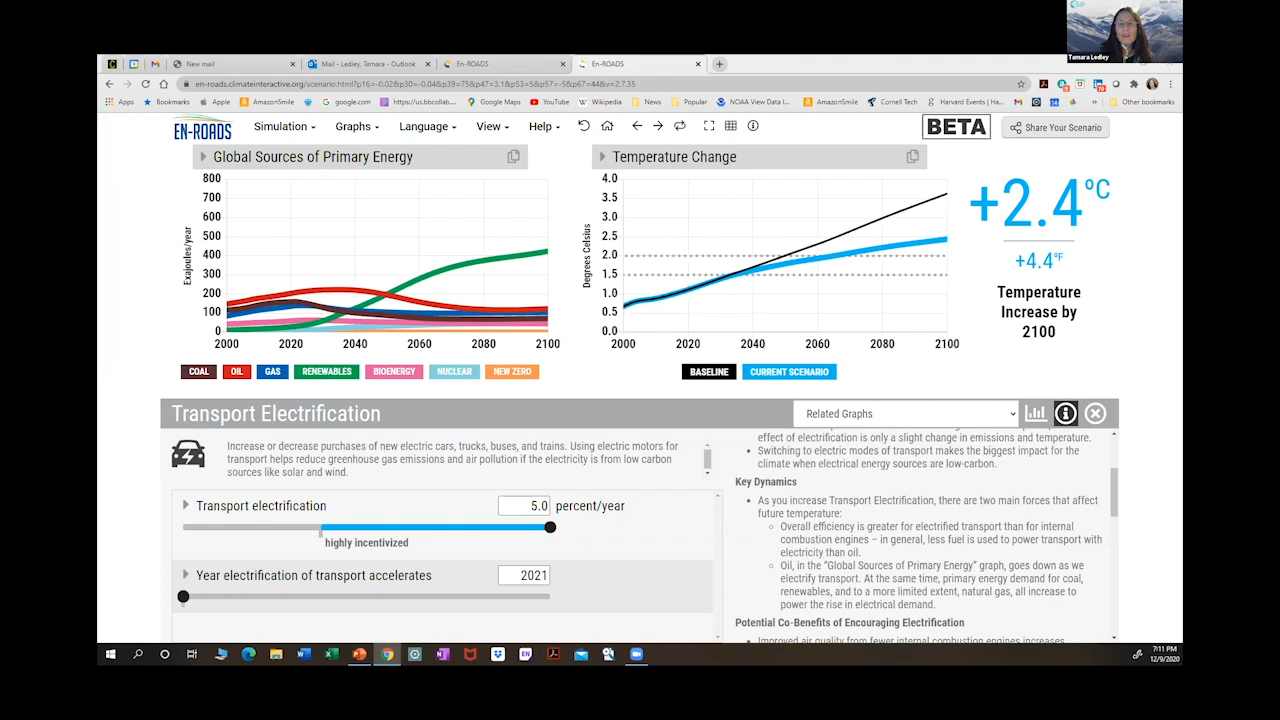 Tamara Ledley
New mail
Mail - Ledley, Tamara - Outlook
En-ROADS
En-ROADS
en-roads.climateinteractive.org/scenario.html?p16=-0.02&p30=-0.04&p39=75&p47=3.1&p53=5&p57=-5&p67=44&v=2.7.35
Apps
Bookmarks
Apple
AmazonSmile
google.com
https://us.bbcollab....
Google Maps
YouTube
Wikipedia
News
Popular
NOAA View Data I...
AmazonSmile
Cornell Tech
Harvard Events | Ha...
Other bookmarks
EN-ROADS
Simulation
Graphs
Language
View
Help
BETA
Share Your Scenario
Global Sources of Primary Energy
Temperature Change
800
700
600
500
400
300
200
100
0
Exajoules/year
2000 2020 2040 2060 2080 2100
COAL OIL GAS RENEWABLES BIOENERGY NUCLEAR NEW ZERO
4.0
3.5
3.0
2.5
2.0
1.5
1.0
0.5
0.0
Degrees Celsius
2000 2020 2040 2060 2080 2100
BASELINE CURRENT SCENARIO
+2.4°C
+4.4°F
Temperature
Increase by
2100
Transport Electrification
Related Graphs
Increase or decrease purchases of new electric cars, trucks, buses, and trains. Using electric motors for
transport helps reduce greenhouse gas emissions and air pollution if the electricity is from low carbon
sources like solar and wind.
Transport electrification 5.0 percent/year
highly incentivized
Year electrification of transport accelerates 2021
effect of electrification is only a slight change in emissions and temperature.
• Switching to electric modes of transport makes the biggest impact for the
climate when electrical energy sources are low-carbon.
Key Dynamics
• As you increase Transport Electrification, there are two main forces that affect
future temperature:
○ Overall efficiency is greater for electrified transport than for internal
combustion engines – in general, less fuel is used to power transport with
electricity than oil.
○ Oil, in the “Global Sources of Primary Energy” graph, goes down as we
electrify transport. At the same time, primary energy demand for coal,
renewables, and to a more limited extent, natural gas, all increase to
power the rise in electrical demand.
Potential Co-Benefits of Encouraging Electrification
• Improved air quality from fewer internal combustion engines increases
7:11 PM
12/9/2020